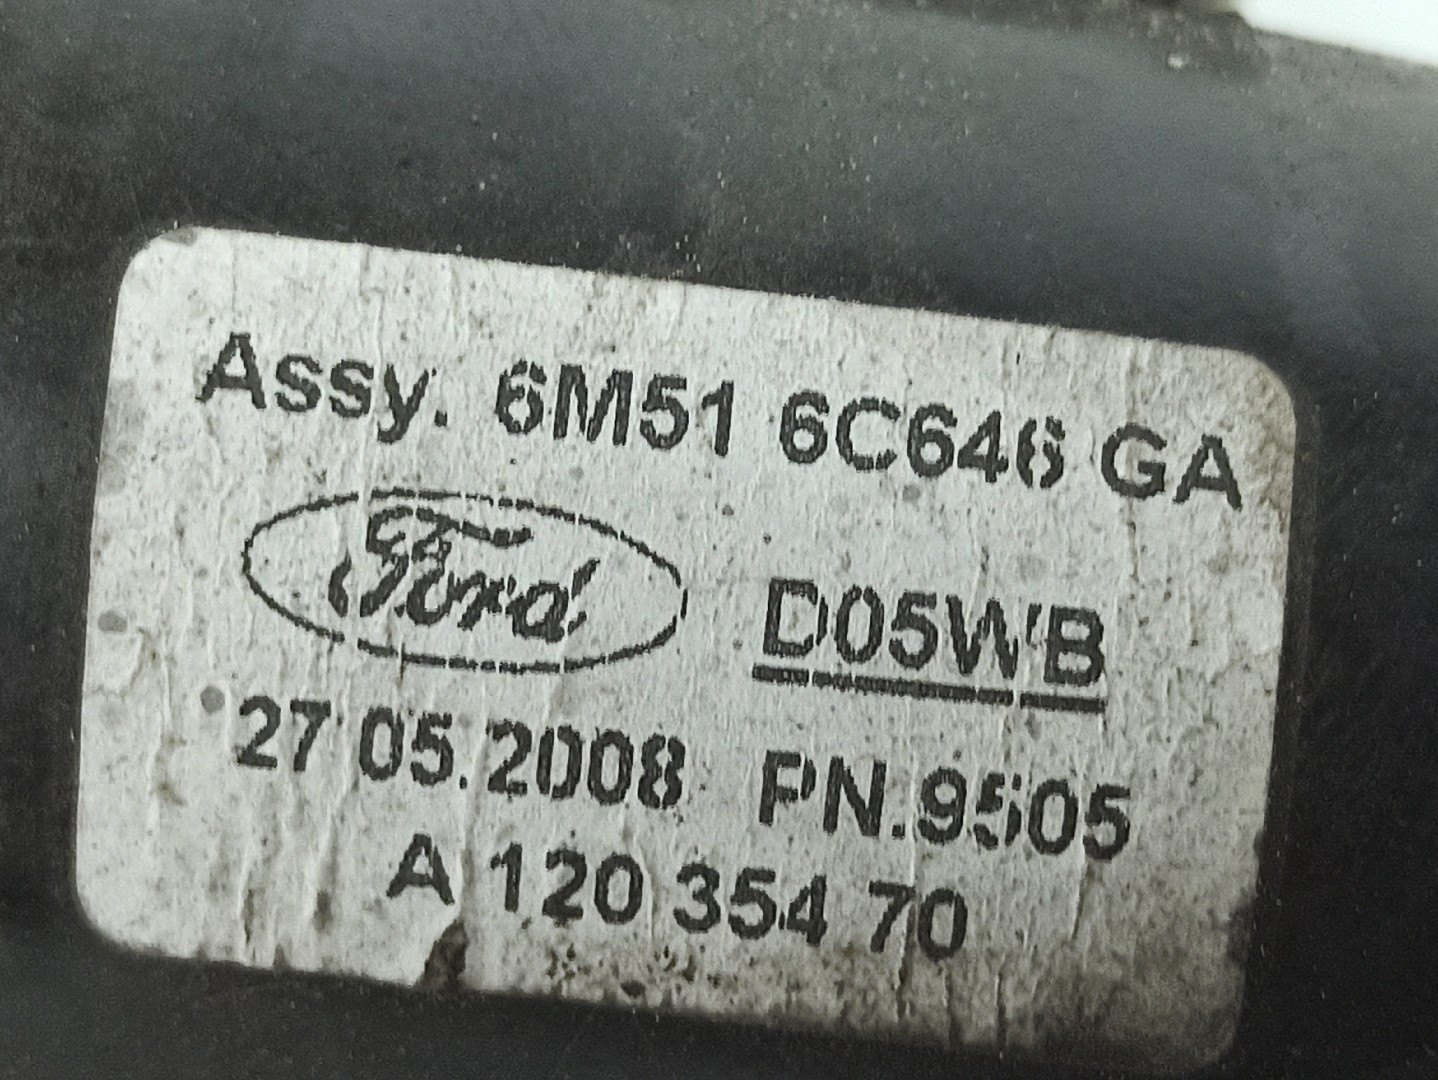 Assy. 6M51 6C646 GA
Ford D05WB
27 05.2008 PN.9505
A 120 354 70